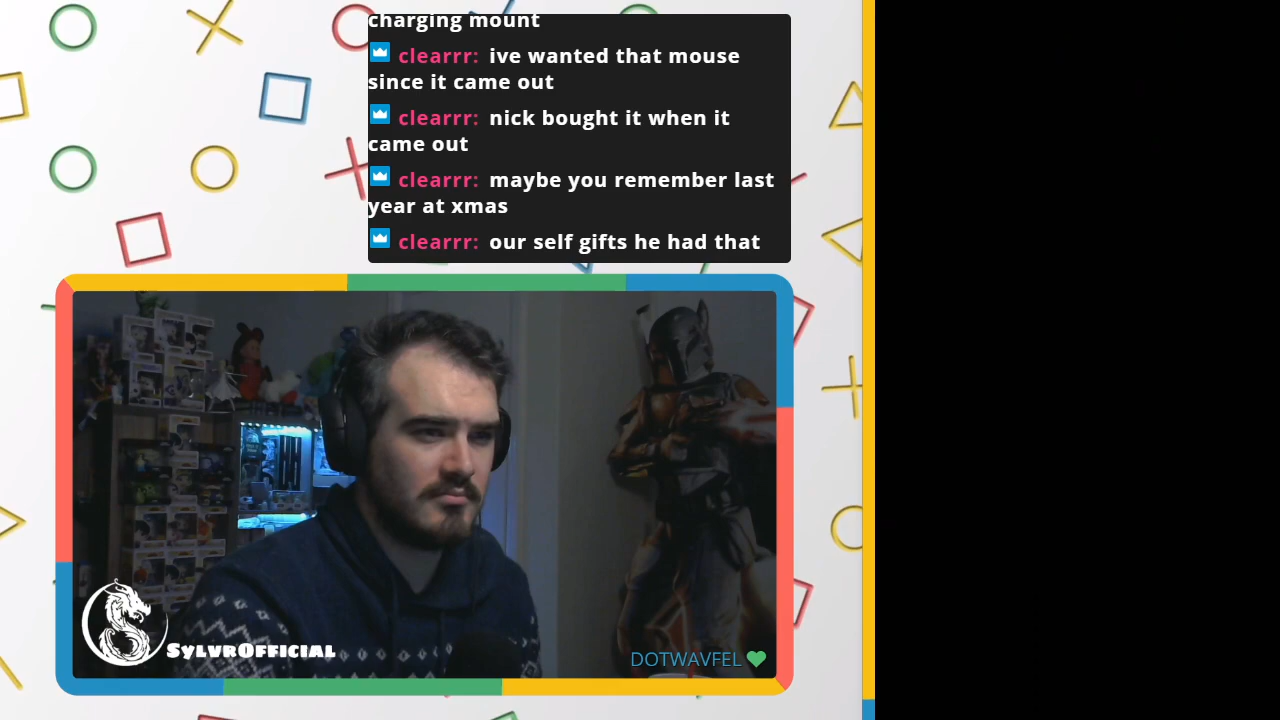 charging mount
clearrr: ive wanted that mouse
since it came out
clearrr: nick bought it when it
came out
clearrr: maybe you remember last
year at xmas
clearrr: our self gifts he had that
SylvrOfficial
DOTWAVFEL